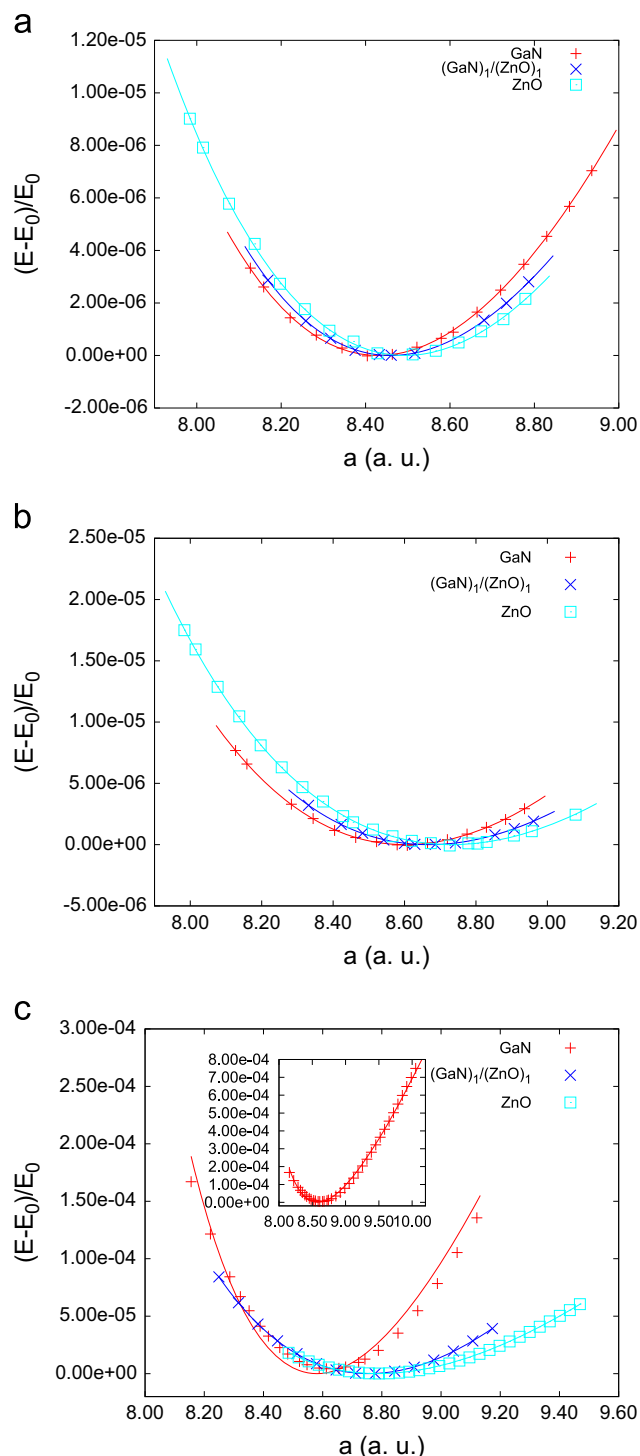 a
1.20e-05
1.00e-05
8.00e-06
6.00e-06
4.00e-06
2.00e-06
0.00e+00
-2.00e-06
(E-E₀)/E₀
GaN
(GaN)₁/(ZnO)₁
ZnO
8.00 8.20 8.40 8.60 8.80 9.00
a (a. u.)
b
2.50e-05
2.00e-05
1.50e-05
1.00e-05
5.00e-06
0.00e+00
-5.00e-06
(E-E₀)/E₀
GaN
(GaN)₁/(ZnO)₁
ZnO
8.00 8.20 8.40 8.60 8.80 9.00 9.20
a (a. u.)
c
3.00e-04
2.50e-04
2.00e-04
1.50e-04
1.00e-04
5.00e-05
0.00e+00
(E-E₀)/E₀
GaN
(GaN)₁/(ZnO)₁
ZnO
8.00e-04
7.00e-04
6.00e-04
5.00e-04
4.00e-04
3.00e-04
2.00e-04
1.00e-04
0.00e+00
8.00 8.50 9.00 9.50 10.00
8.00 8.20 8.40 8.60 8.80 9.00 9.20 9.40 9.60
a (a. u.)